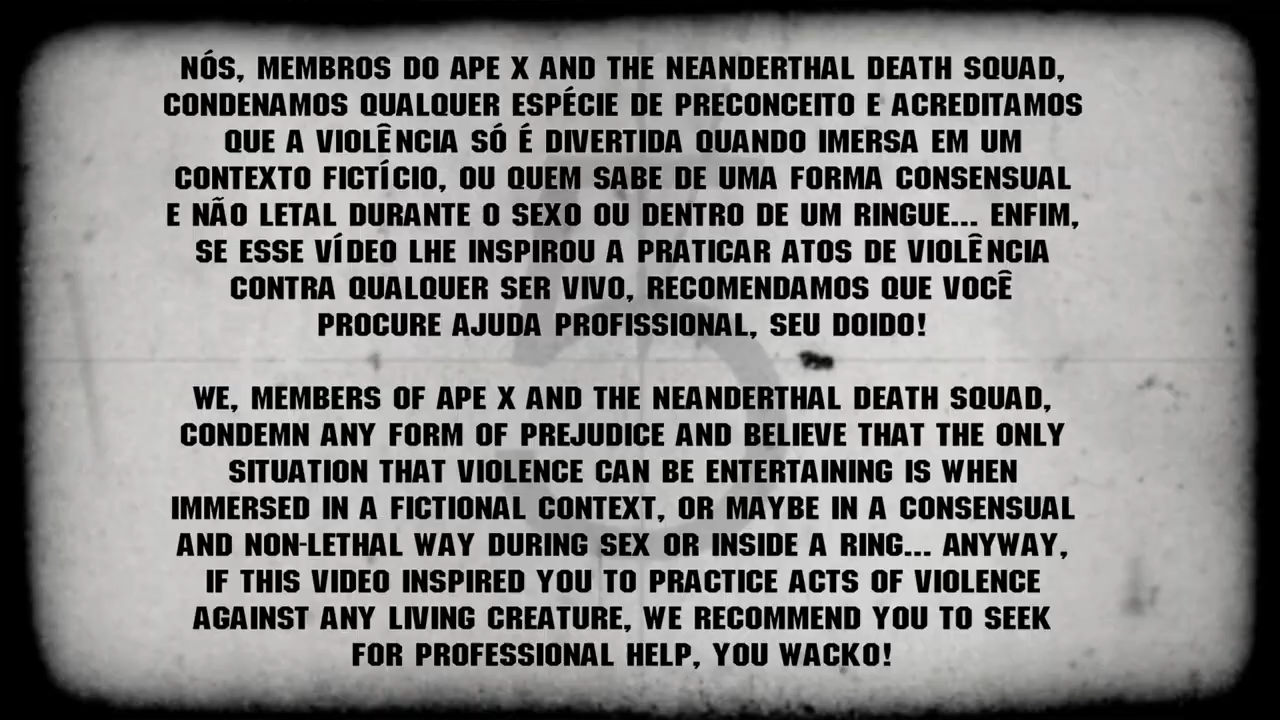 NÓS, MEMBROS DO APE X AND THE NEANDERTHAL DEATH SQUAD,
CONDENAMOS QUALQUER ESPÉCIE DE PRECONCEITO E ACREDITAMOS
QUE A VIOLÊNCIA SÓ É DIVERTIDA QUANDO IMERSA EM UM
CONTEXTO FICTÍCIO, OU QUEM SABE DE UMA FORMA CONSENSUAL
E NÃO LETAL DURANTE O SEXO OU DENTRO DE UM RINGUE... ENFIM,
SE ESSE VÍDEO LHE INSPIROU A PRATICAR ATOS DE VIOLÊNCIA
CONTRA QUALQUER SER VIVO, RECOMENDAMOS QUE VOCÊ
PROCURE AJUDA PROFISSIONAL, SEU DOIDO!
WE, MEMBERS OF APE X AND THE NEANDERTHAL DEATH SQUAD,
CONDEMN ANY FORM OF PREJUDICE AND BELIEVE THAT THE ONLY
SITUATION THAT VIOLENCE CAN BE ENTERTAINING IS WHEN
IMMERSED IN A FICTIONAL CONTEXT, OR MAYBE IN A CONSENSUAL
AND NON-LETHAL WAY DURING SEX OR INSIDE A RING... ANYWAY,
IF THIS VIDEO INSPIRED YOU TO PRACTICE ACTS OF VIOLENCE
AGAINST ANY LIVING CREATURE, WE RECOMMEND YOU TO SEEK
FOR PROFESSIONAL HELP, YOU WACKO!